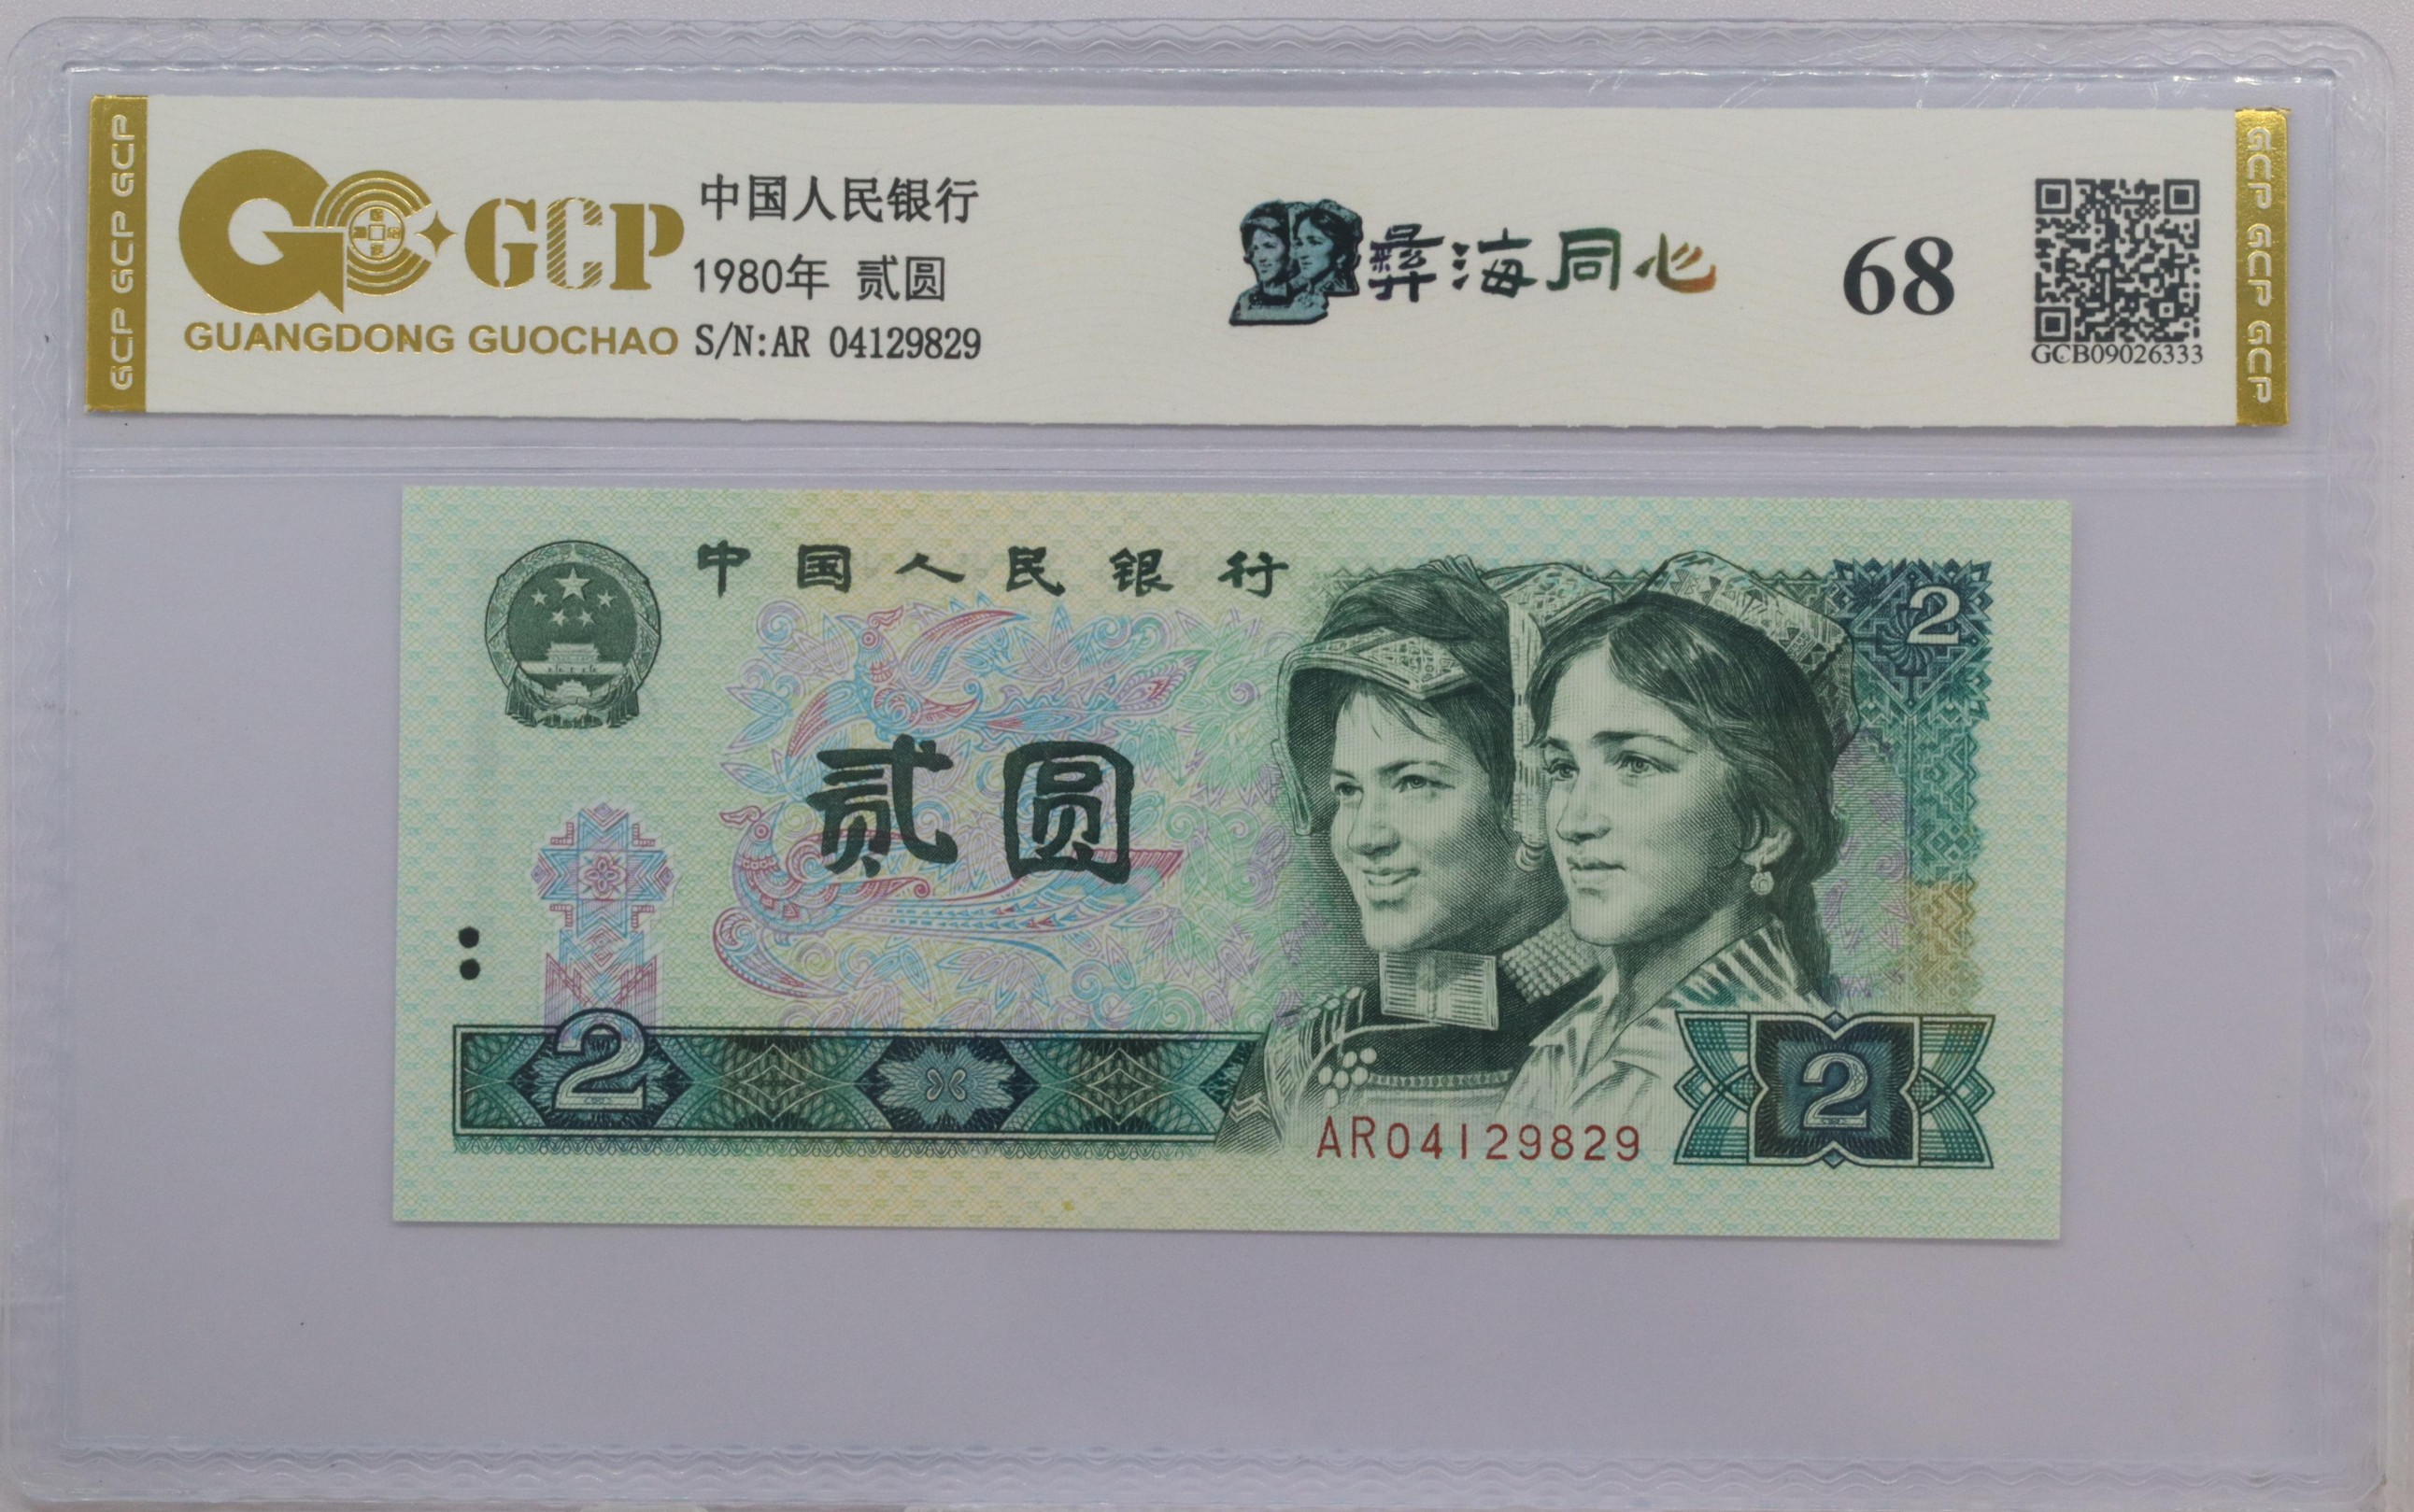 GCP GCP GCP
GCP
GUANGDONG GUOCHAO
中国人民银行
1980年 贰圆
S/N:AR 04129829
彝海同心
68
GCB09026333
GCP GCP GCP
中国人民银行
2
贰圆
2
AR04129829
2